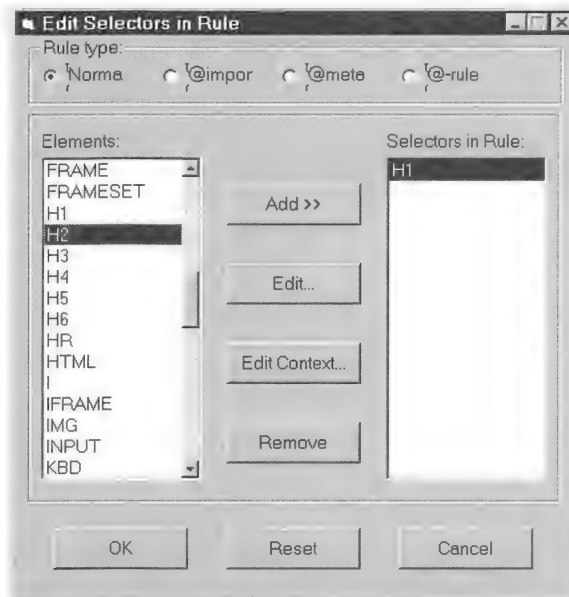 Edit Selectors in Rule
Rule type:
Norma
@impor
@mete
@-rule
Elements:
FRAME
FRAMESET
H1
H2
H3
H4
H5
H6
HR
HTML
I
IFRAME
IMG
INPUT
KBD
Add >>
Edit...
Edit Context...
Remove
Selectors in Rule:
H1
OK
Reset
Cancel